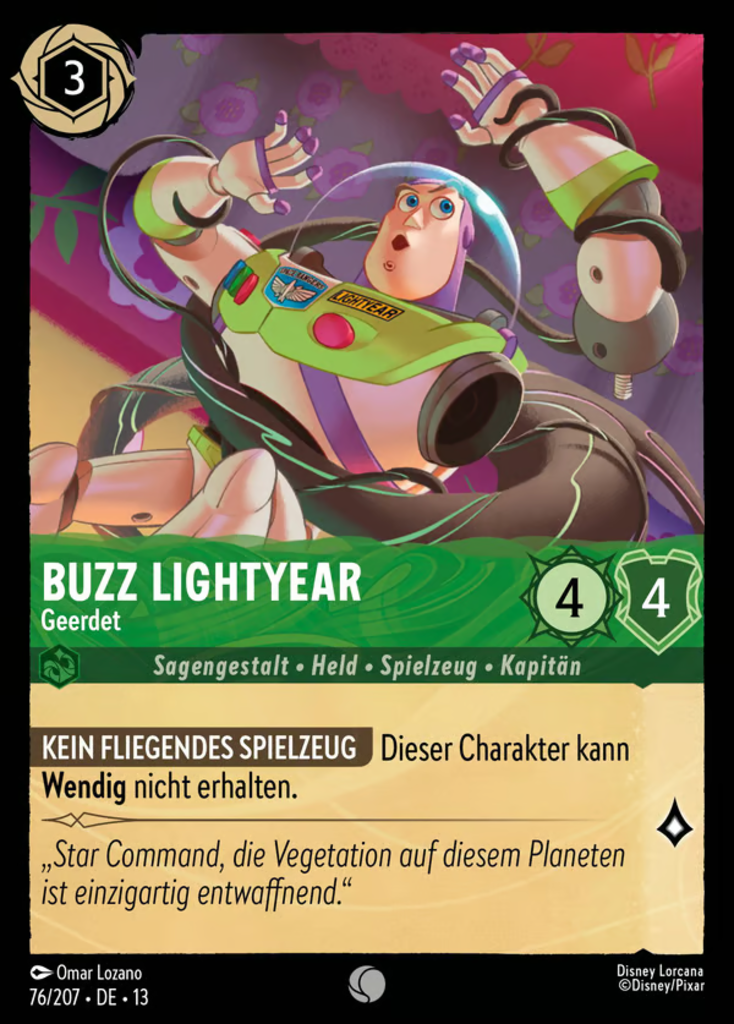 3
SPACE RANGER
LIGHTYEAR
BUZZ LIGHTYEAR
Geerdet
4
4
Sagengestalt • Held • Spielzeug • Kapitän
KEIN FLIEGENDES SPIELZEUG Dieser Charakter kann
Wendig nicht erhalten.
„Star Command, die Vegetation auf diesem Planeten
ist einzigartig entwaffnend.“
Omar Lozano
76/207 • DE • 13
Disney Lorcana
©Disney/Pixar